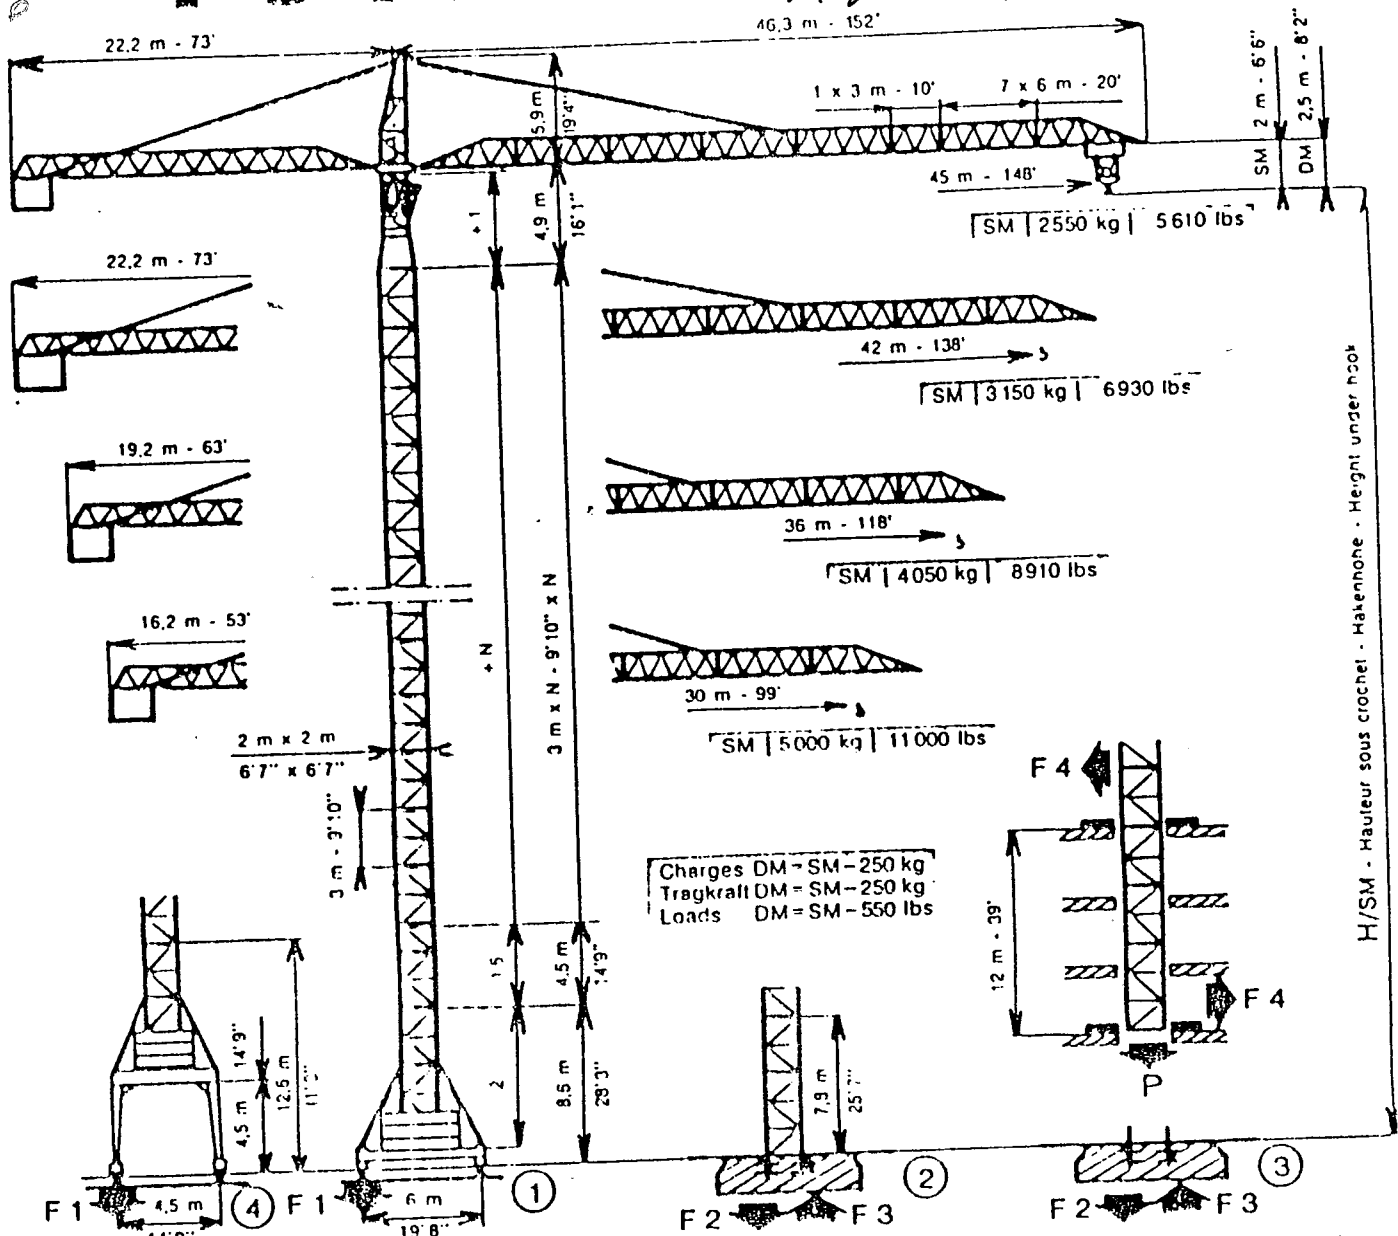 22,2 m - 73'
46,3 m - 152'
5,9 m
19'4"
1 x 3 m - 10'
7 x 6 m - 20'
SM 2 m - 6'6"
DM 2,5 m - 8'2"
45 m - 148'
SM 2550 kg 5610 lbs
+ 1
4,9 m
16'1"
22,2 m - 73'
42 m - 138'
SM 3150 kg 6930 lbs
19,2 m - 63'
36 m - 118'
SM 4050 kg 8910 lbs
16,2 m - 53'
+ N
3 m x N - 9'10" x N
30 m - 99'
SM 5000 kg 11000 lbs
2 m x 2 m
6'7" x 6'7"
3 m - 9'10"
H/SM - Hauteur sous crochet - Hakenhöhe - Height under hook
F 4
Charges DM = SM - 250 kg
Tragkraft DM = SM - 250 kg
Loads DM = SM - 550 lbs
12 m - 39'
F 4
P
1 5
4,5 m
14'9"
2
8,5 m
28'3"
7,9 m
4,5 m 14'9"
12,5 m
F 1
4,5 m
4
F 1
6 m
19'8"
1
F 2
F 3
2
F 2
F 3
3